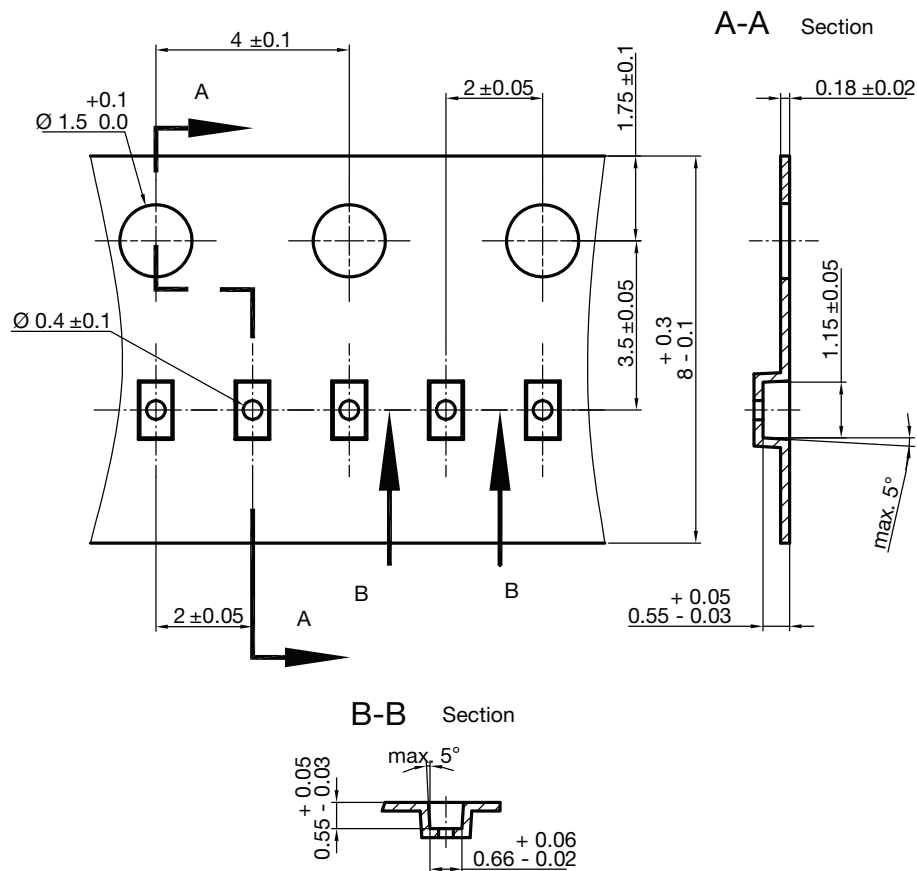 A-A Section
4 ±0.1
+0.1
Ø 1.5 0.0
A
2 ±0.05
1.75 ±0.1
0.18 ±0.02
Ø 0.4 ±0.1
3.5 ±0.05
+ 0.3
8 - 0.1
1.15 ±0.05
max. 5°
B
B
2 ±0.05
A
+ 0.05
0.55 - 0.03
B-B Section
max. 5°
+ 0.05
0.55 - 0.03
+ 0.06
0.66 - 0.02